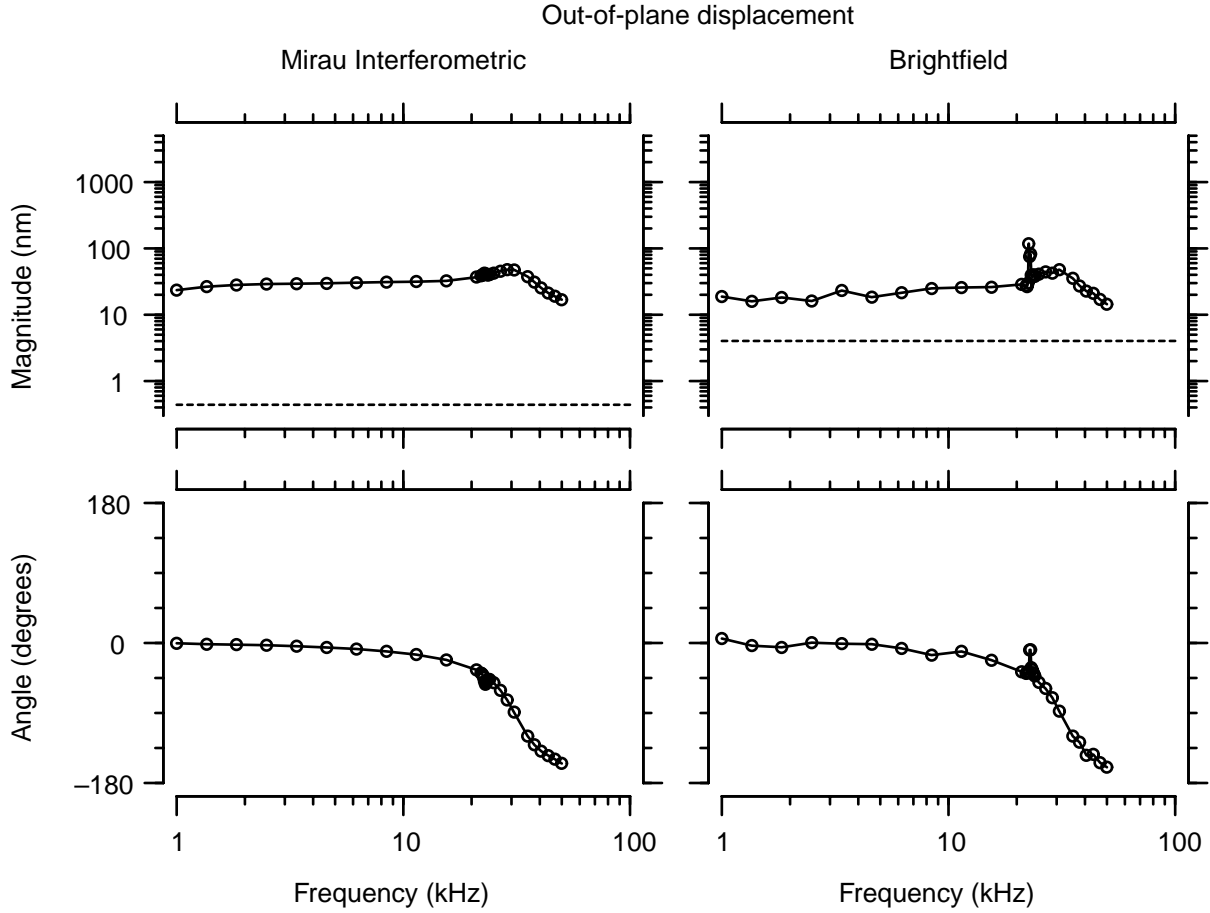 Out-of-plane displacement
Mirau Interferometric
Brightfield
Magnitude (nm)
1000
100
10
1
Angle (degrees)
180
0
–180
1 10 100
1 10 100
Frequency (kHz)
Frequency (kHz)